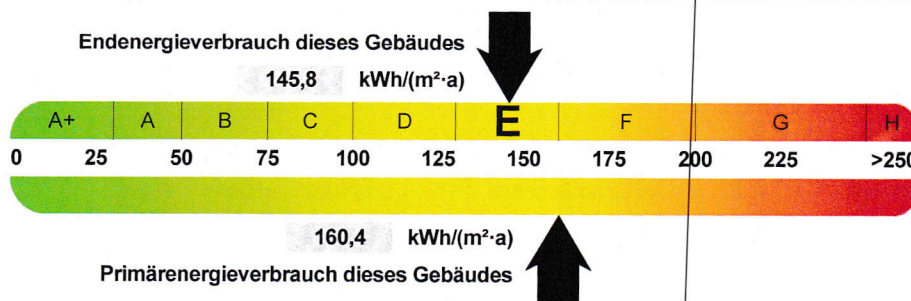 Endenergieverbrauch dieses Gebäudes
145,8 kWh/(m²·a)
A+ A B C D E F G H
0 25 50 75 100 125 150 175 200 225 >250
160,4 kWh/(m²·a)
Primärenergieverbrauch dieses Gebäudes